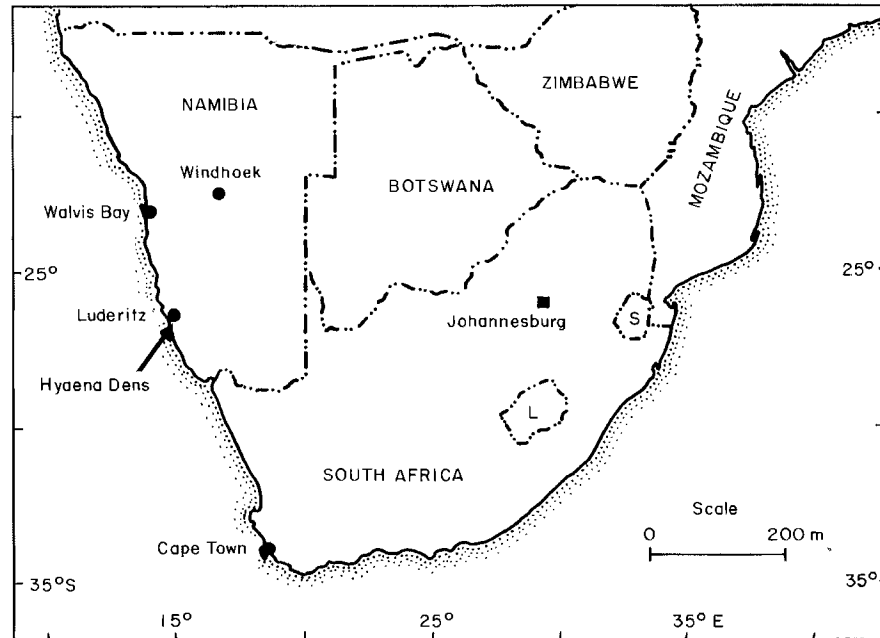 NAMIBIA
ZIMBABWE
MOZAMBIQUE
Windhoek
BOTSWANA
Walvis Bay
25°
25°
Luderitz
Johannesburg
S
Hyaena Dens
L
SOUTH AFRICA
Scale
0 200 m
Cape Town
35°S
35°
15° 25° 35° E